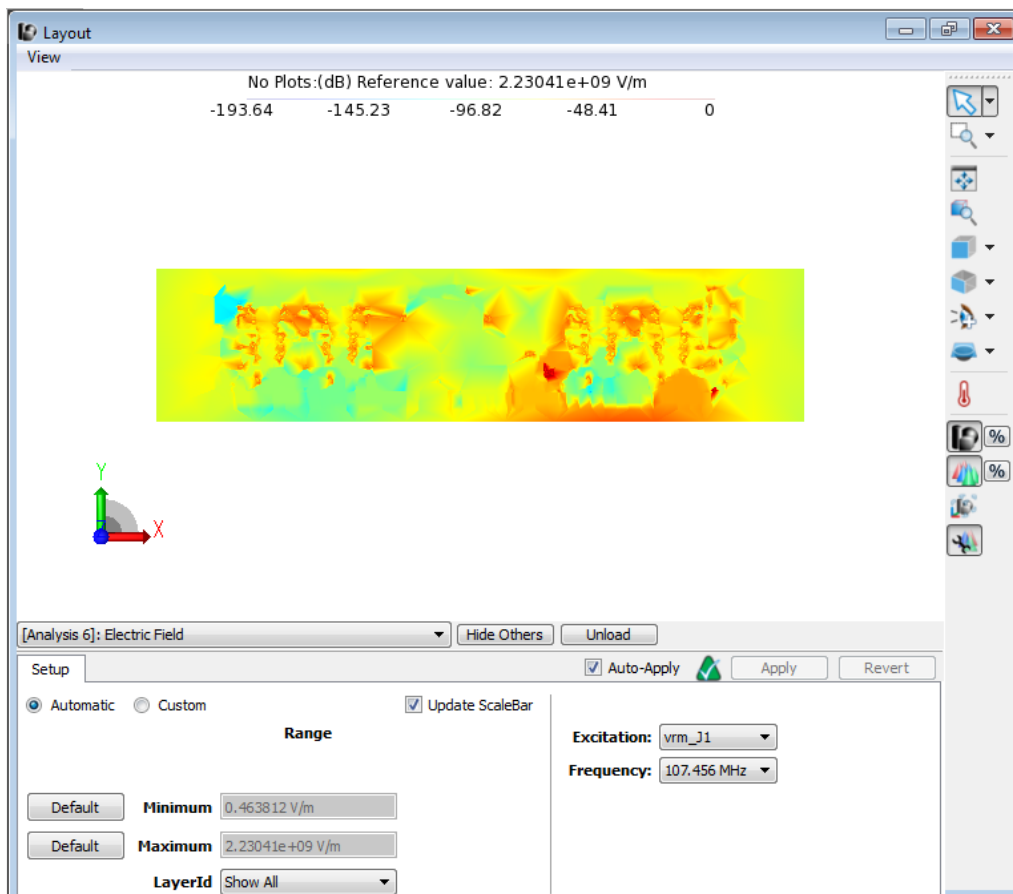 Layout
View
No Plots:(dB) Reference value: 2.23041e+09 V/m
-193.64 -145.23 -96.82 -48.41 0
%
%
Y
X
[Analysis 6]: Electric Field Hide Others Unload
Setup Auto-Apply Apply Revert
Automatic Custom Update ScaleBar
Range
Excitation: vrm_J1
Frequency: 107.456 MHz
Default Minimum 0.463812 V/m
Default Maximum 2.23041e+09 V/m
LayerId Show All